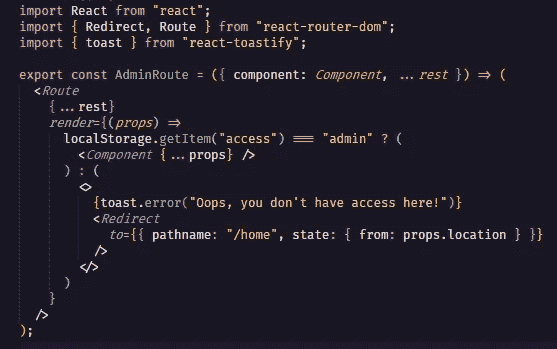 import React from "react";
import { Redirect, Route } from "react-router-dom";
import { toast } from "react-toastify";
export const AdminRoute = ({ component: Component, ...rest }) => (
<Route
{...rest}
render={(props) =>
localStorage.getItem("access") === "admin" ? (
<Component {...props} />
) : (
<>
{toast.error("Oops, you don't have access here!")}
<Redirect
to={{ pathname: "/home", state: { from: props.location } }}
/>
</>
)
}
/>
);